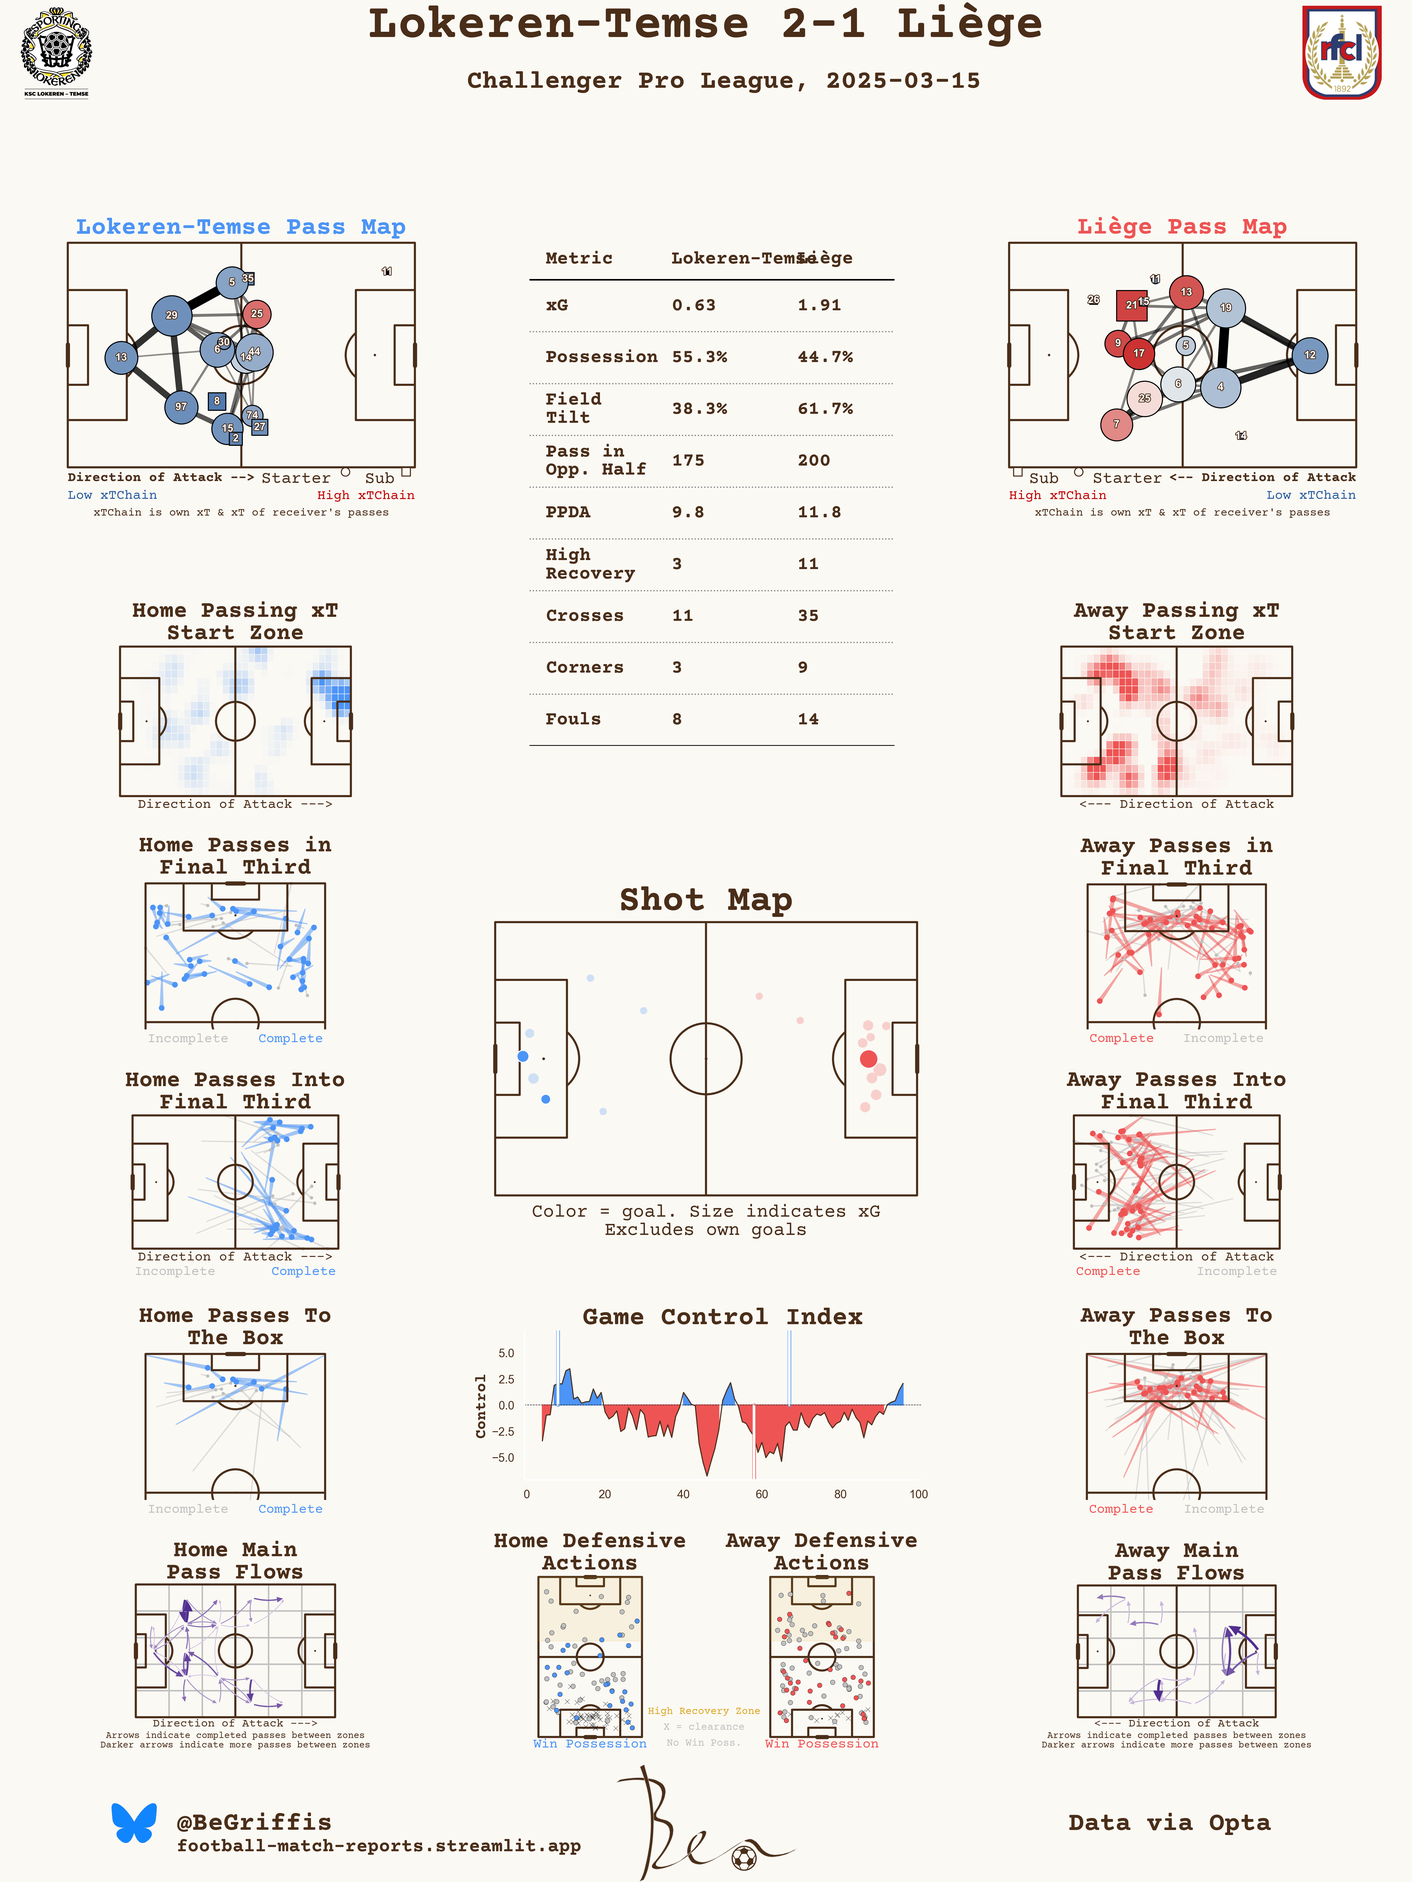 Lokeren-Temse 2-1 Liège
Challenger Pro League, 2025-03-15
SPORTING
LOKEREN
KSC LOKEREN - TEMSE
rfcl
1892
Lokeren-Temse Pass Map
5
35
29
25
30
6
14
44
13
97
8
74
15
27
2
11
Direction of Attack --> Starter Sub
Low xTChain High xTChain
xTChain is own xT & xT of receiver's passes
Metric Lokeren-Temse Liège
xG 0.63 1.91
Possession 55.3% 44.7%
Field
Tilt 38.3% 61.7%
Pass in
Opp. Half 175 200
PPDA 9.8 11.8
High
Recovery 3 11
Crosses 11 35
Corners 3 9
Fouls 8 14
Liège Pass Map
11
26
21
15
13
19
9
17
5
12
6
4
25
7
14
Sub Starter <-- Direction of Attack
High xTChain Low xTChain
xTChain is own xT & xT of receiver's passes
Home Passing xT
Start Zone
Direction of Attack --->
Away Passing xT
Start Zone
<--- Direction of Attack
Home Passes in
Final Third
Incomplete Complete
Away Passes in
Final Third
Complete Incomplete
Shot Map
Color = goal. Size indicates xG
Excludes own goals
Home Passes Into
Final Third
Direction of Attack --->
Incomplete Complete
Away Passes Into
Final Third
<--- Direction of Attack
Complete Incomplete
Home Passes To
The Box
Incomplete Complete
Game Control Index
Control
5.0
2.5
0.0
−2.5
−5.0
0 20 40 60 80 100
Away Passes To
The Box
Complete Incomplete
Home Main
Pass Flows
Direction of Attack --->
Arrows indicate completed passes between zones
Darker arrows indicate more passes between zones
Home Defensive
Actions
Win Possession
Away Defensive
Actions
Win Possession
High Recovery Zone
X = clearance
No Win Poss.
Away Main
Pass Flows
<--- Direction of Attack
Arrows indicate completed passes between zones
Darker arrows indicate more passes between zones
@BeGriffis
football-match-reports.streamlit.app
Ben
Data via Opta